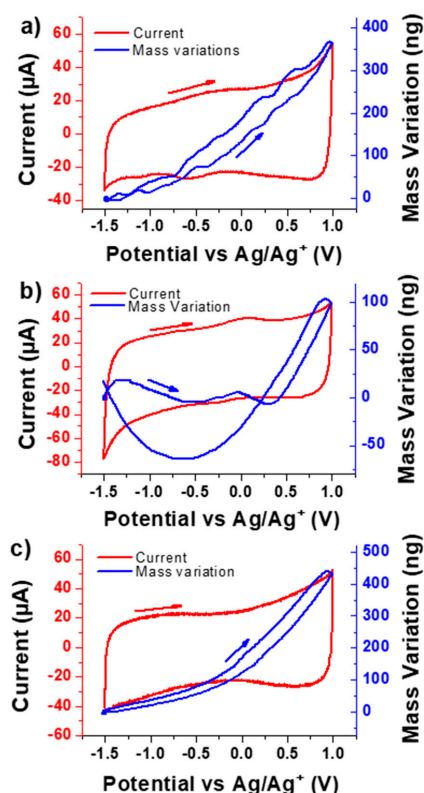 a)
Current
Mass variations
60
40
20
0
-20
-40
400
300
200
100
0
Current (μA)
Mass Variation (ng)
-1.5 -1.0 -0.5 0.0 0.5 1.0
Potential vs Ag/Ag⁺ (V)
b)
Current
Mass Variation
60
40
20
0
-20
-40
-60
-80
100
50
0
-50
Current (μA)
Mass Variation (ng)
-1.5 -1.0 -0.5 0.0 0.5 1.0
Potential vs Ag/Ag⁺ (V)
c)
Current
Mass variation
60
40
20
0
-20
-40
-60
500
400
300
200
100
0
Current (μA)
Mass Variation (ng)
-1.5 -1.0 -0.5 0.0 0.5 1.0
Potential vs Ag/Ag⁺ (V)